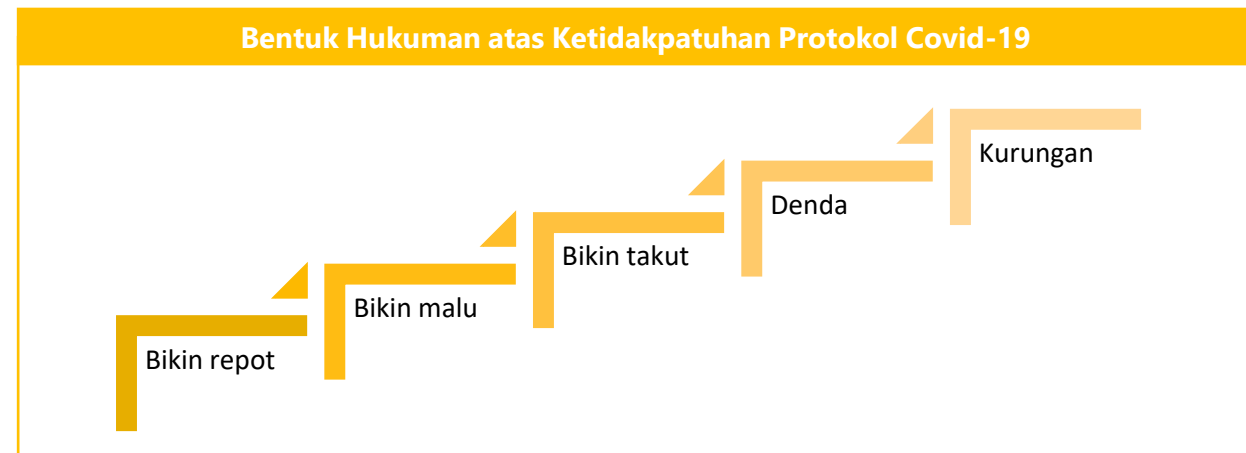 Bentuk Hukuman atas Ketidakpatuhan Protokol Covid-19
Bikin repot
Bikin malu
Bikin takut
Denda
Kurungan